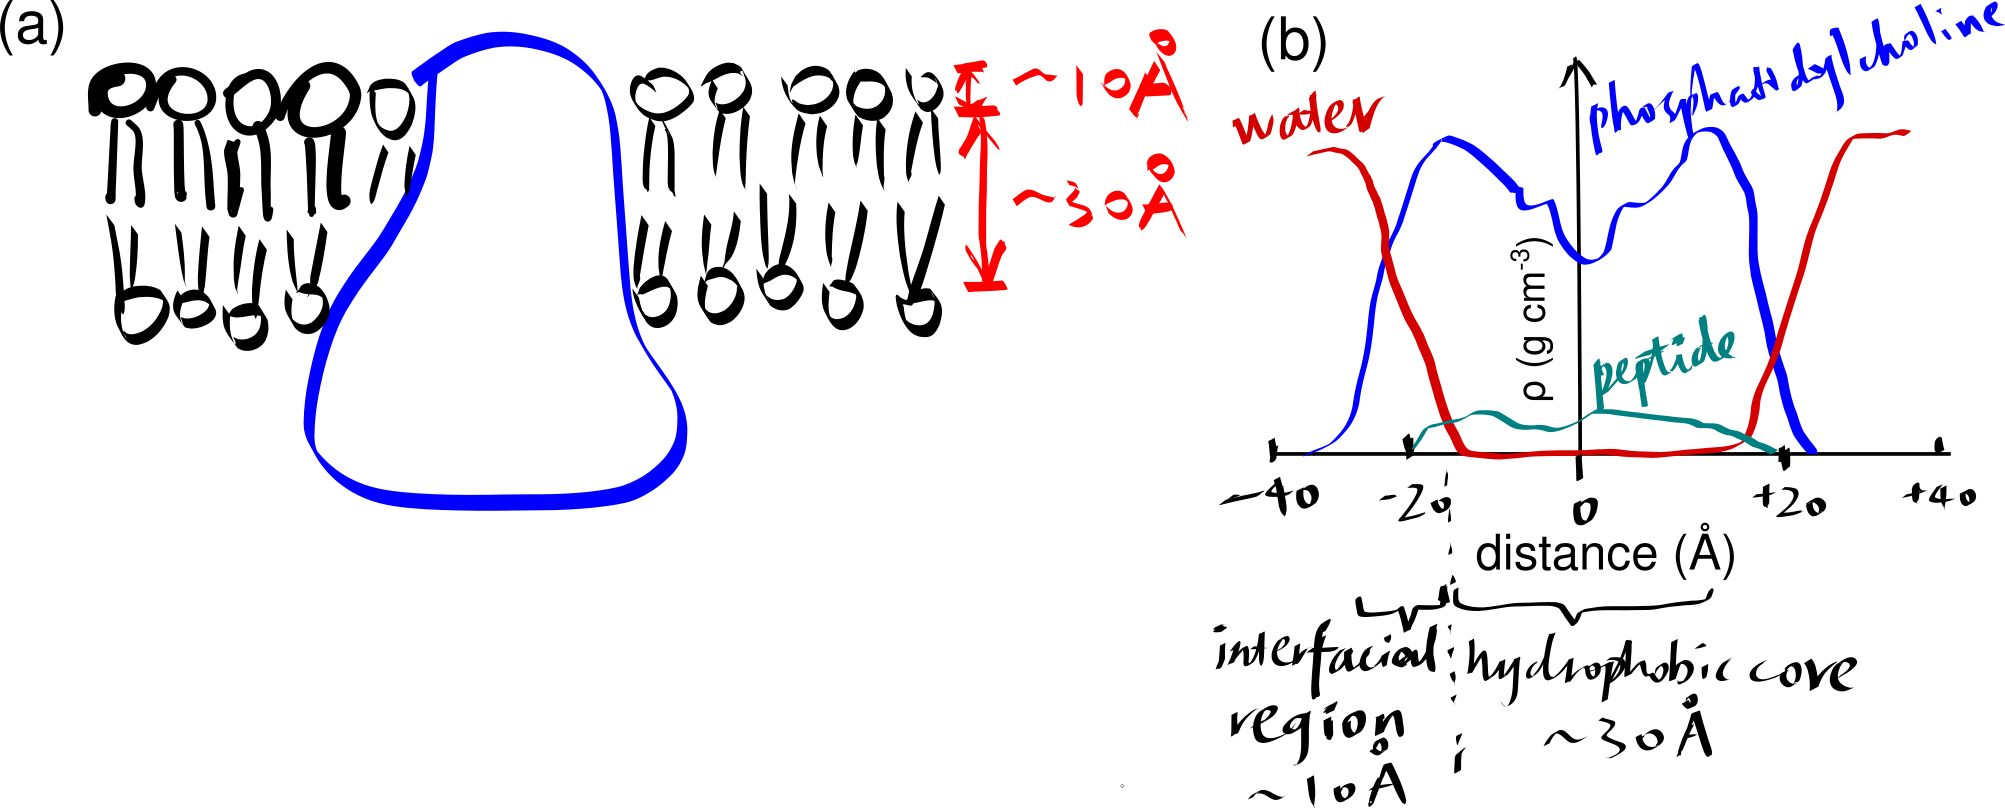 (a)
~10Å
~30Å
(b)
phosphatidylcholine
water
ρ (g cm-3)
peptide
-40 -20 0 +20 +40
distance (Å)
interfacial
region
~10Å
hydrophobic core
~30Å